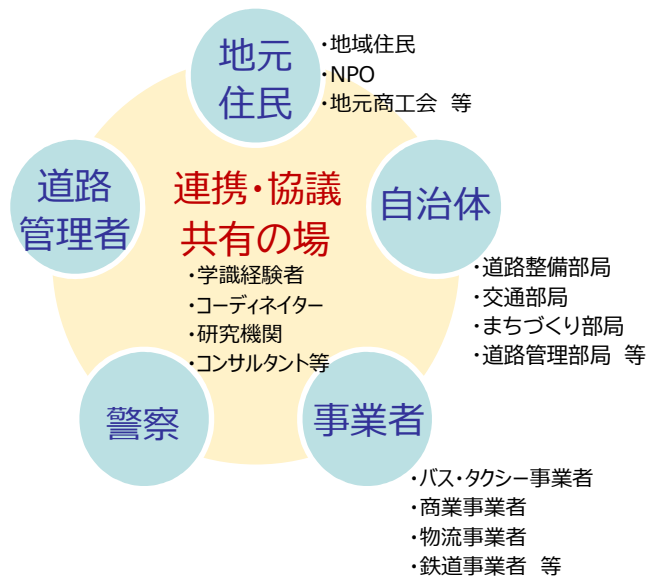 地元
住民
・地域住民
・NPO
・地元商工会 等
道路
管理者
連携・協議
共有の場
・学識経験者
・コーディネイター
・研究機関
・コンサルタント等
自治体
・道路整備部局
・交通部局
・まちづくり部局
・道路管理部局 等
警察
事業者
・バス・タクシー事業者
・商業事業者
・物流事業者
・鉄道事業者 等